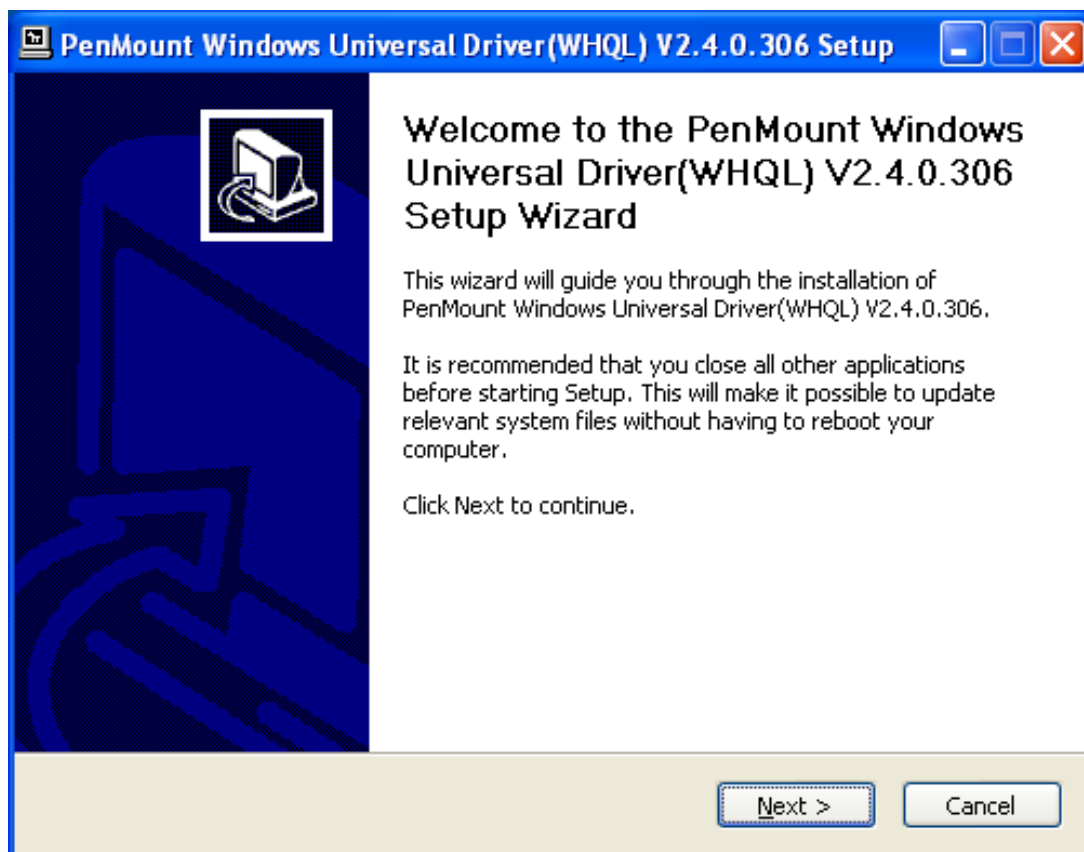 PenMount Windows Universal Driver(WHQL) V2.4.0.306 Setup
Welcome to the PenMount Windows
Universal Driver(WHQL) V2.4.0.306
Setup Wizard
This wizard will guide you through the installation of
PenMount Windows Universal Driver(WHQL) V2.4.0.306.
It is recommended that you close all other applications
before starting Setup. This will make it possible to update
relevant system files without having to reboot your
computer.
Click Next to continue.
Next >
Cancel